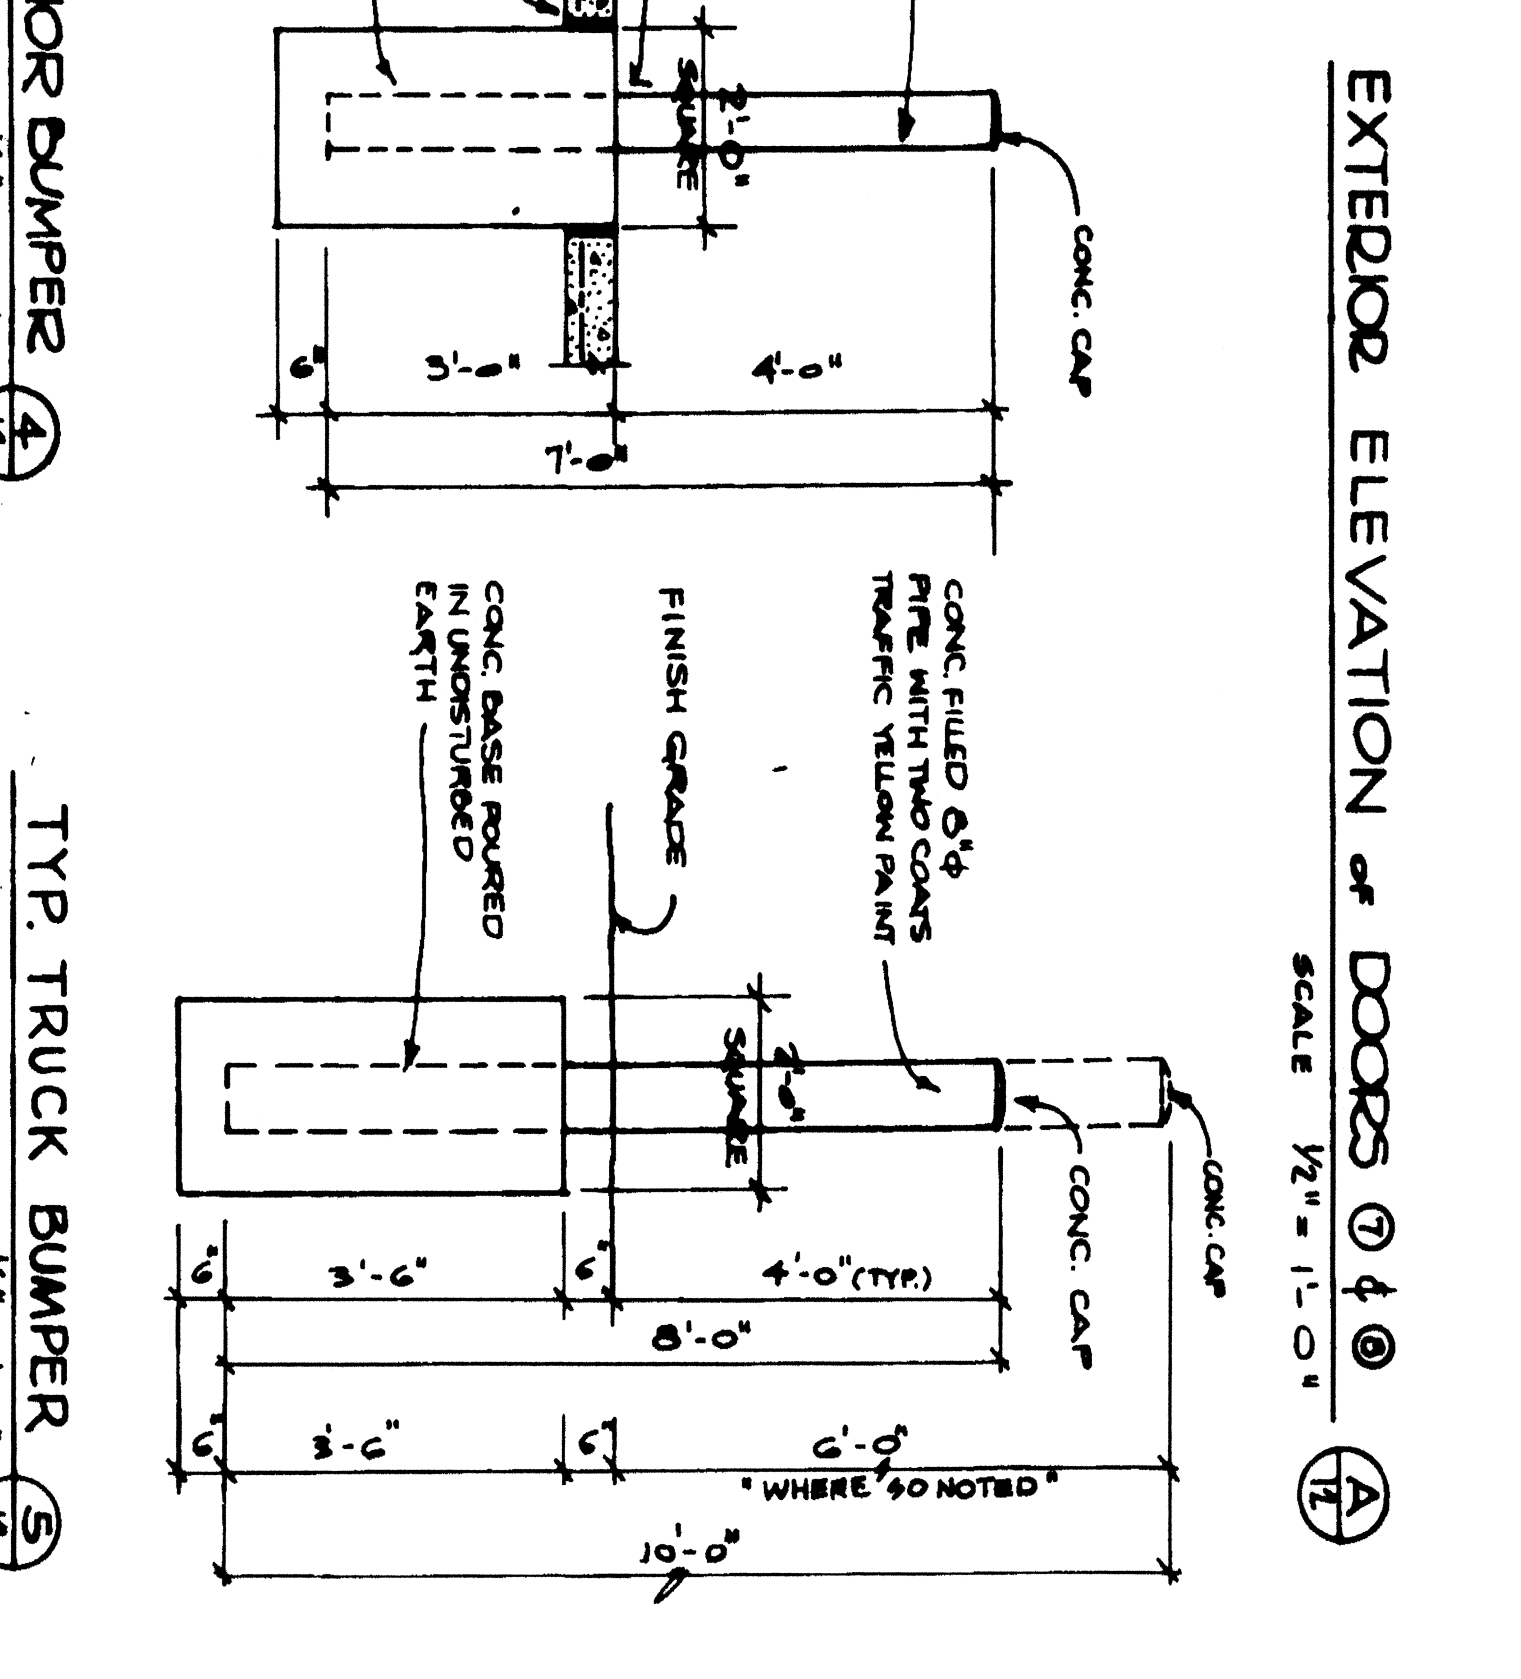 EXTERIOR ELEVATION OF DOORS 7 & 8
SCALE 1/2" = 1'-0"
A
12
CONC. CAP
2'-0"
SQUARE
6"
3'-0"
4'-0"
7'-0"
BUMPER
4
CONC. CAP
CONC. CAP
CONC. FILLED 8"φ
PIPE WITH TWO COATS
TRAFFIC YELLOW PAINT
FINISH GRADE
CONC. BASE POURED
IN UNDISTURBED
EARTH
2'-0"
SQUARE
6"
3'-6"
6"
4'-0" (TYP.)
8'-0"
6"
3'-6"
6"
6'-0"
"WHERE SO NOTED"
10'-0"
TYP. TRUCK BUMPER
5